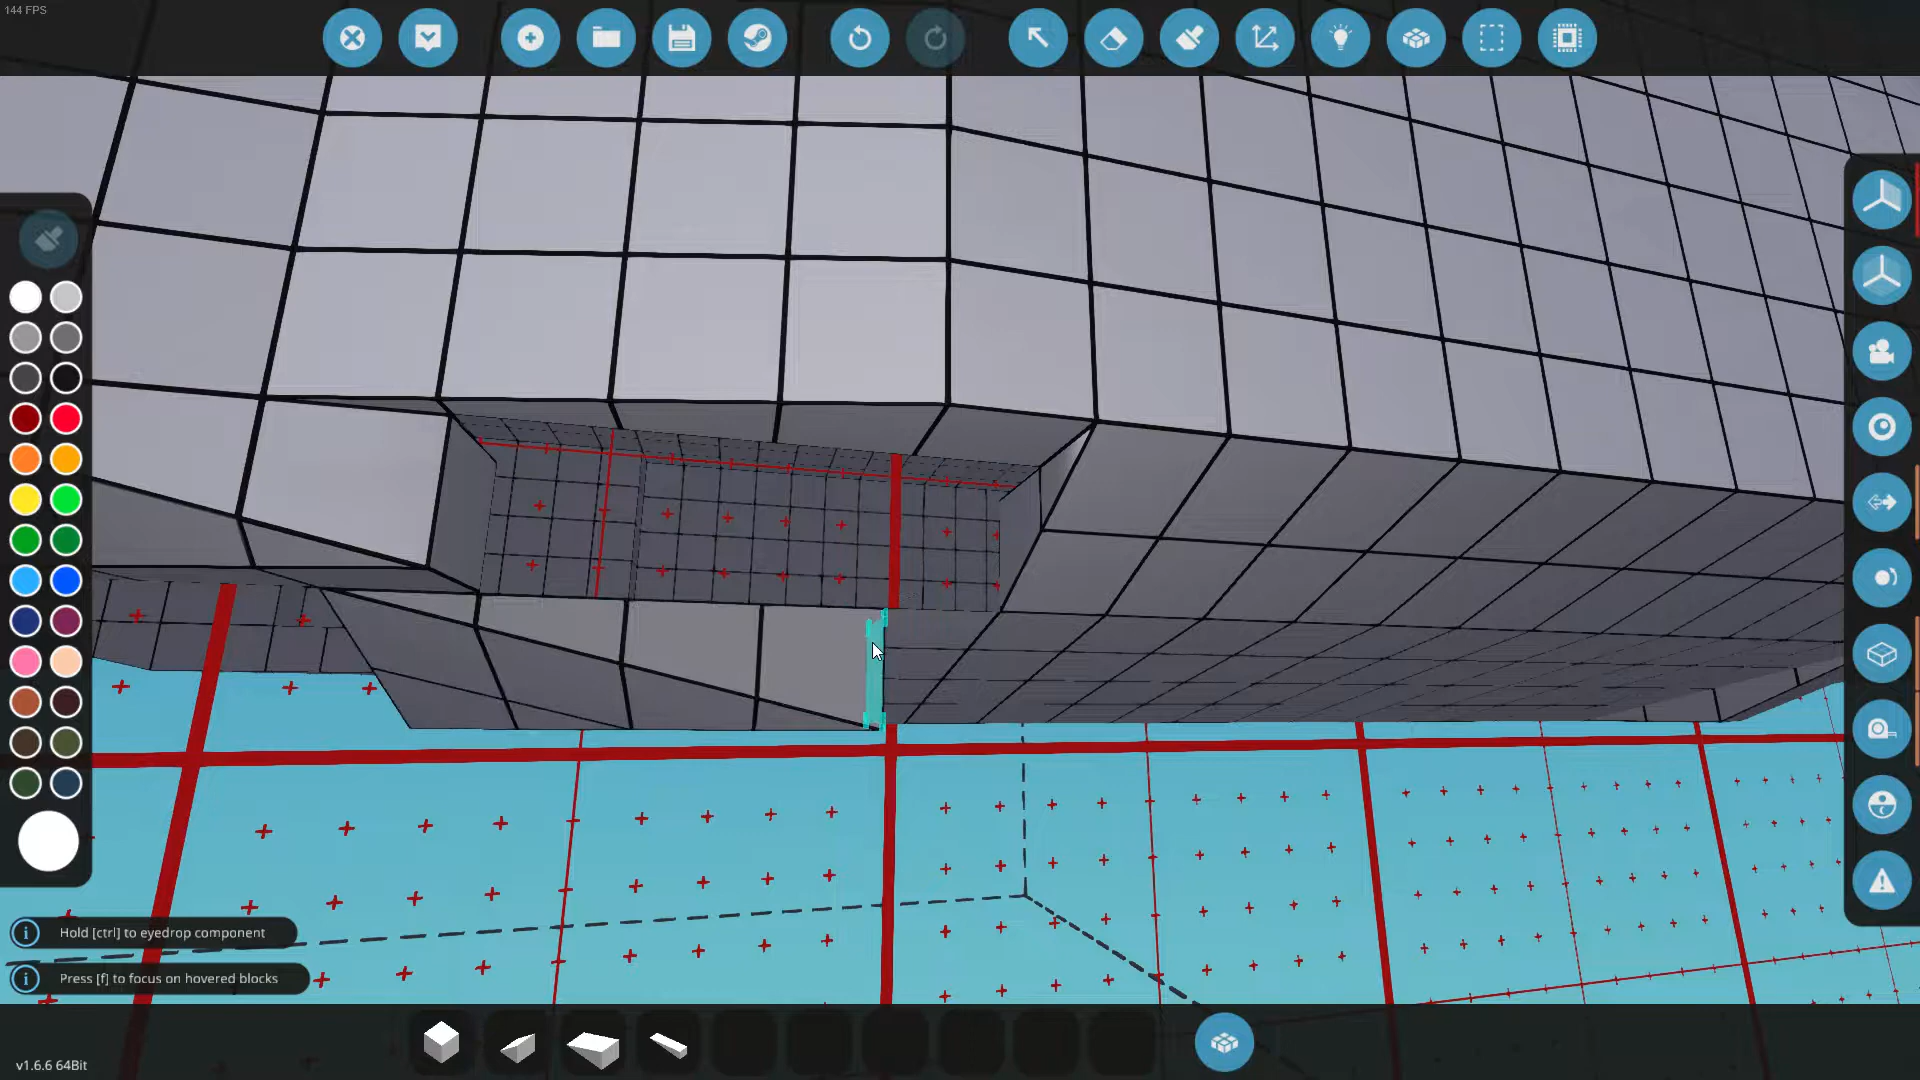 144 FPS
Hold [ctrl] to eyedrop component
Press [f] to focus on hovered blocks
v1.6.6 64Bit